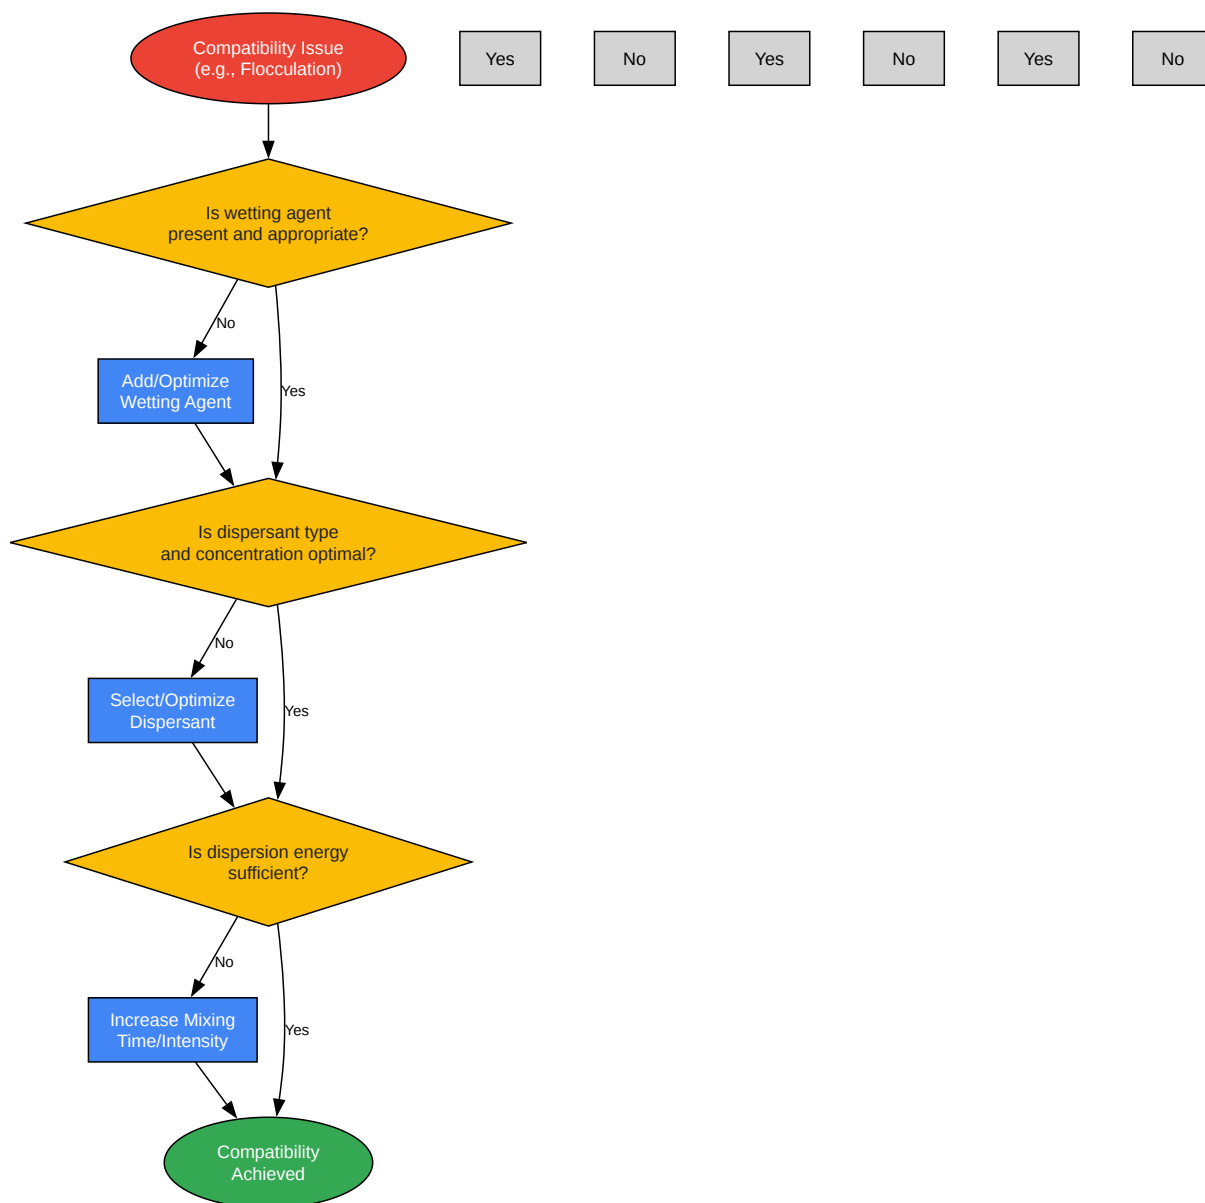 Compatibility Issue
(e.g., Flocculation)
Yes
No
Yes
No
Yes
No
Is wetting agent
present and appropriate?
No
Add/Optimize
Wetting Agent
Yes
Is dispersant type
and concentration optimal?
No
Select/Optimize
Dispersant
Yes
Is dispersion energy
sufficient?
No
Increase Mixing
Time/Intensity
Yes
Compatibility
Achieved